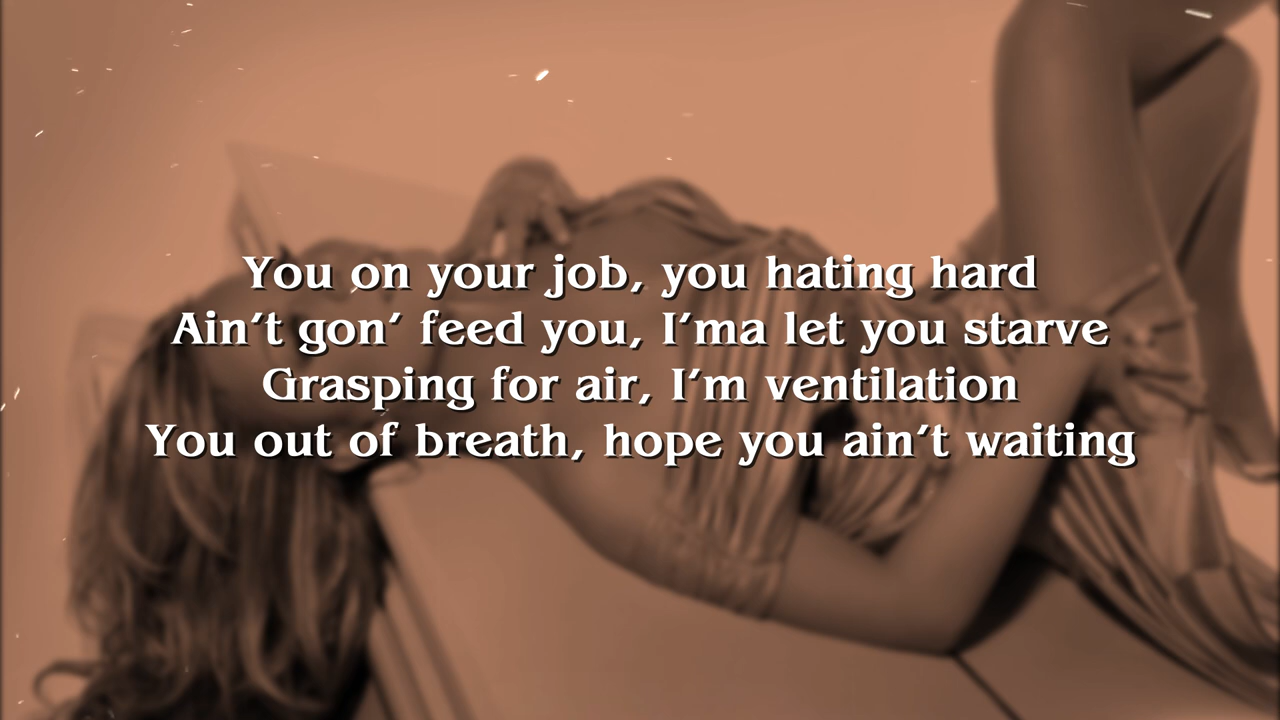 You on your job, you hating hard
Ain't gon' feed you, I'ma let you starve
Grasping for air, I'm ventilation
You out of breath, hope you ain't waiting